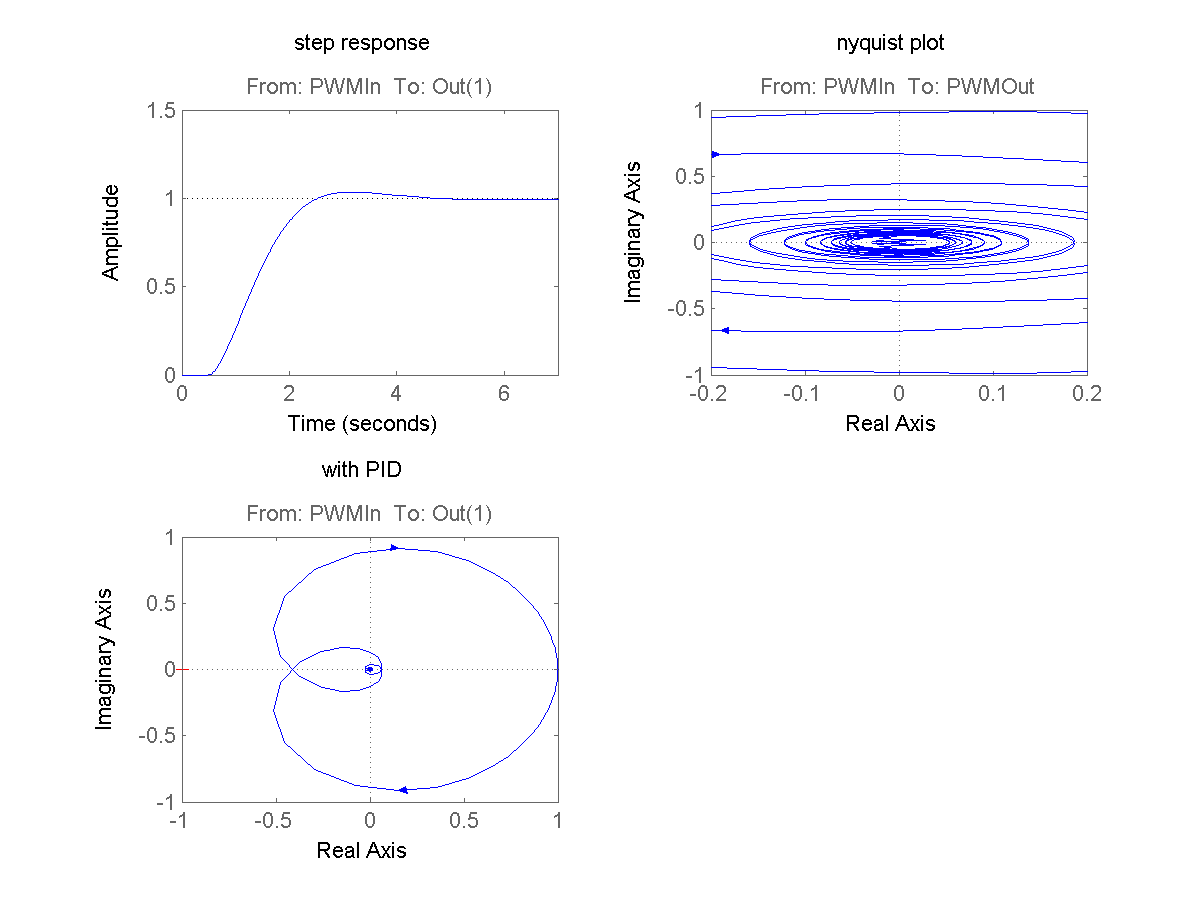 step response
From: PWMIn To: Out(1)
1.5
1
0.5
0
0 2 4 6
Amplitude
Time (seconds)
nyquist plot
From: PWMIn To: PWMOut
1
0.5
0
-0.5
-1
-0.2 -0.1 0 0.1 0.2
Imaginary Axis
Real Axis
with PID
From: PWMIn To: Out(1)
1
0.5
0
-0.5
-1
-1 -0.5 0 0.5 1
Imaginary Axis
Real Axis